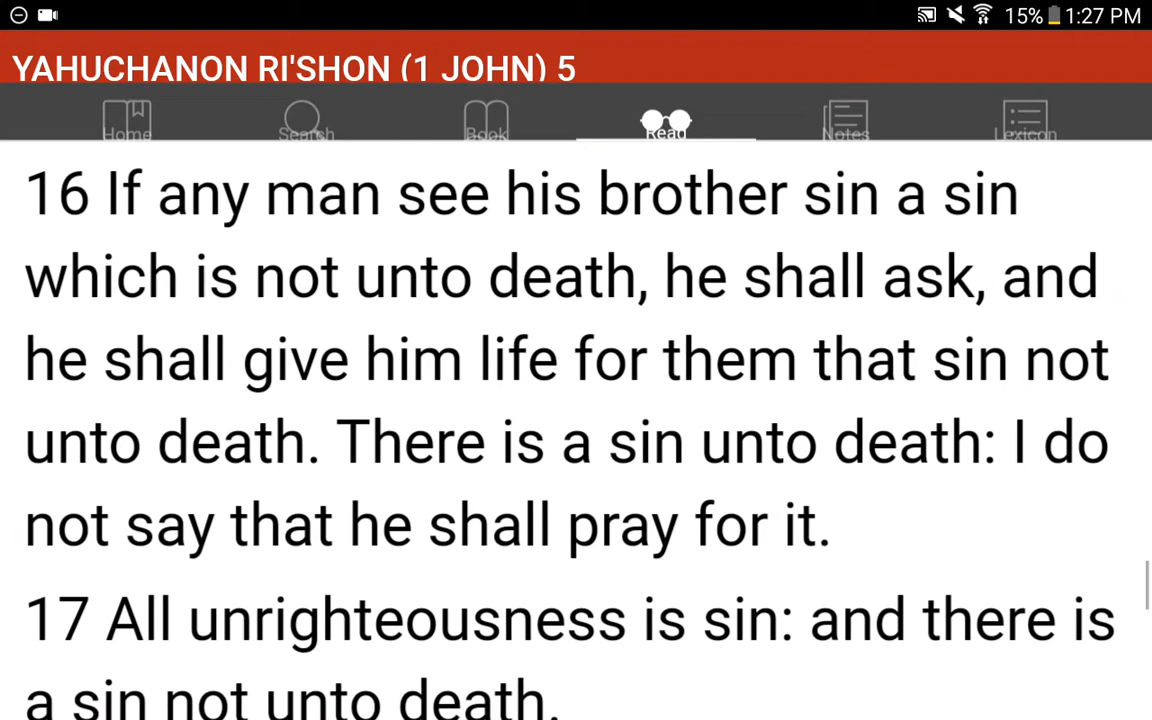 15% 1:27 PM
YAHUCHANON RI'SHON (1 JOHN) 5
Home Search Book Read Notes Lexicon
16 If any man see his brother sin a sin
which is not unto death, he shall ask, and
he shall give him life for them that sin not
unto death. There is a sin unto death: I do
not say that he shall pray for it.
17 All unrighteousness is sin: and there is
a sin not unto death.